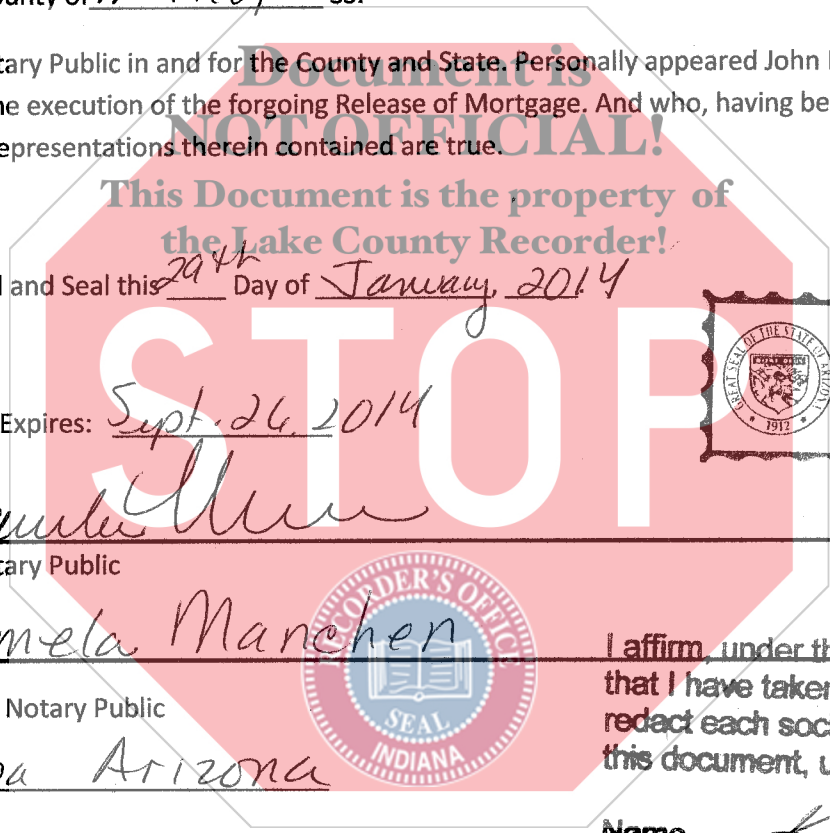 ss.
tary Public in and for the County and State. Personally appeared John
e execution of the forgoing Release of Mortgage. And who, having be
epresentations therein contained are true.
Document is
NOT OFFICIAL!
This Document is the property of
the Lake County Recorder!
and Seal this 29th Day of January, 2014
Expires: Sept. 26, 2014
STOP
GREAT SEAL OF THE STATE OF ARIZONA
1912
tary Public
mela Manchen
Notary Public
Arizona
RECORDER'S OFFICE
SEAL
INDIANA
I affirm, under th
that I have taken
redact each soc
this document, u
Name